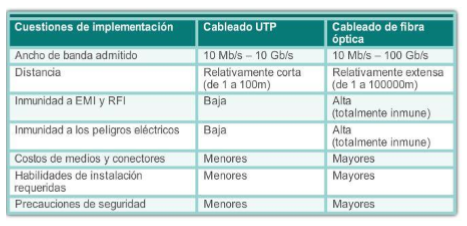 Cuestiones de implementación Cableado UTP Cableado de fibra
óptica
Ancho de banda admitido 10 Mb/s – 10 Gb/s 10 Mb/s – 100 Gb/s
Distancia Relativamente corta Relativamente extensa
(de 1 a 100m) (de 1 a 100000m)
Inmunidad a EMI y RFI Baja Alta
(totalmente inmune)
Inmunidad a los peligros eléctricos Baja Alta
(totalmente inmune)
Costos de medios y conectores Menores Mayores
Habilidades de instalación Menores Mayores
requeridas
Precauciones de seguridad Menores Mayores